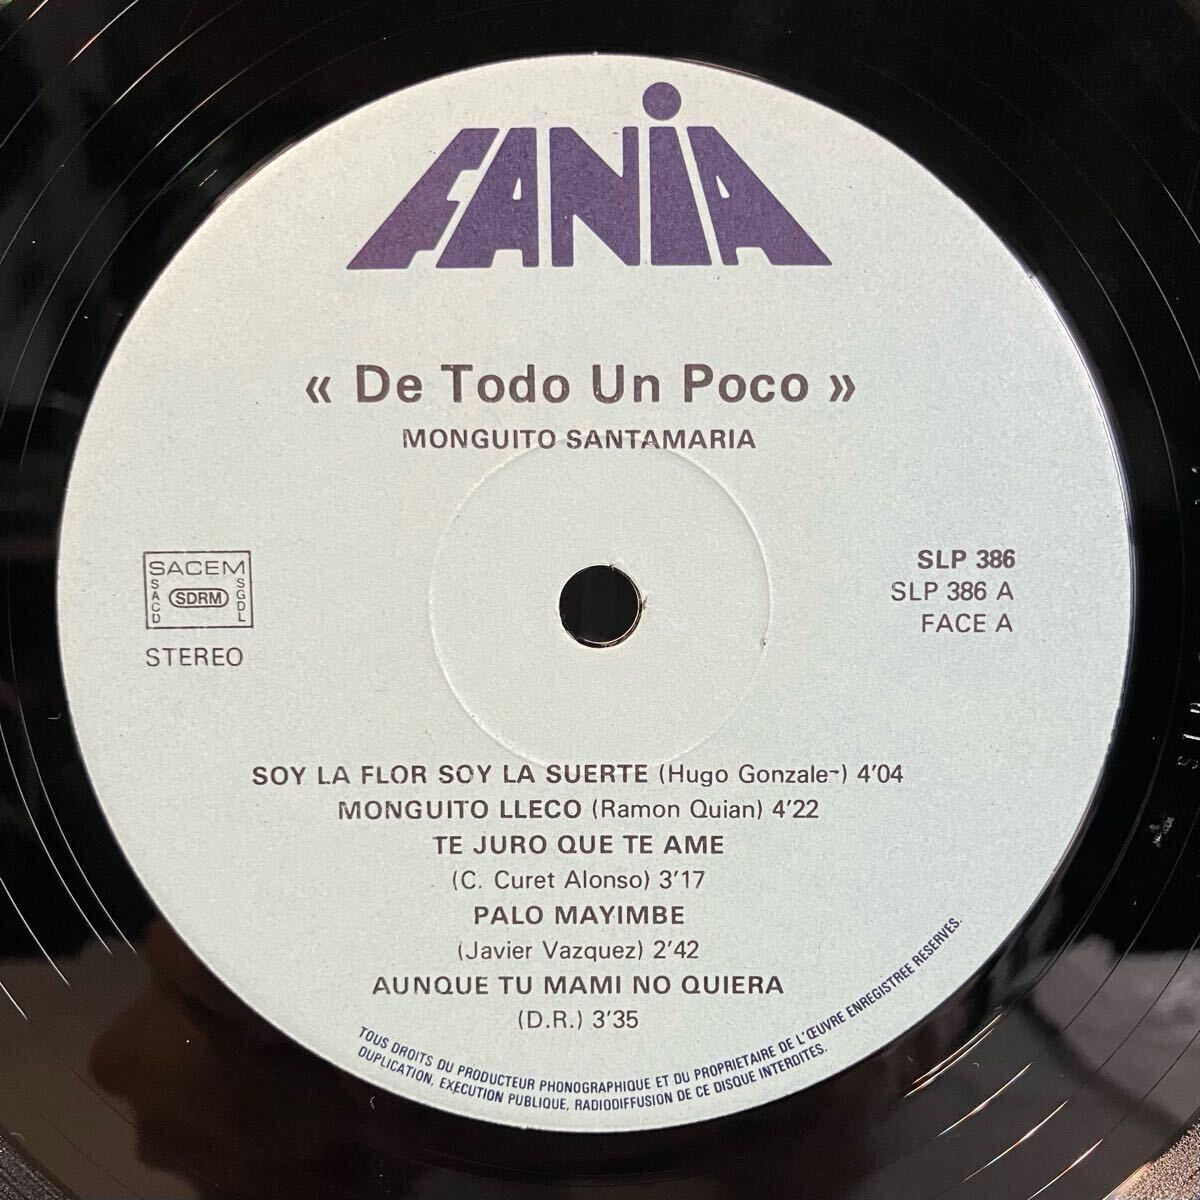 FANIA
« De Todo Un Poco »
MONGUITO SANTAMARIA
SACEM
SACD
SDRM
SGDL
STEREO
SLP 386
SLP 386 A
FACE A
SOY LA FLOR SOY LA SUERTE (Hugo Gonzale-) 4'04
MONGUITO LLECO (Ramon Quian) 4'22
TE JURO QUE TE AME
(C. Curet Alonso) 3'17
PALO MAYIMBE
(Javier Vazquez) 2'42
AUNQUE TU MAMI NO QUIERA
(D.R.) 3'35
TOUS DROITS DU PRODUCTEUR PHONOGRAPHIQUE ET DU PROPRIETAIRE DE L'ŒUVRE ENREGISTREE RESERVES.
DUPLICATION, EXECUTION PUBLIQUE, RADIODIFFUSION DE CE DISQUE INTERDITES.